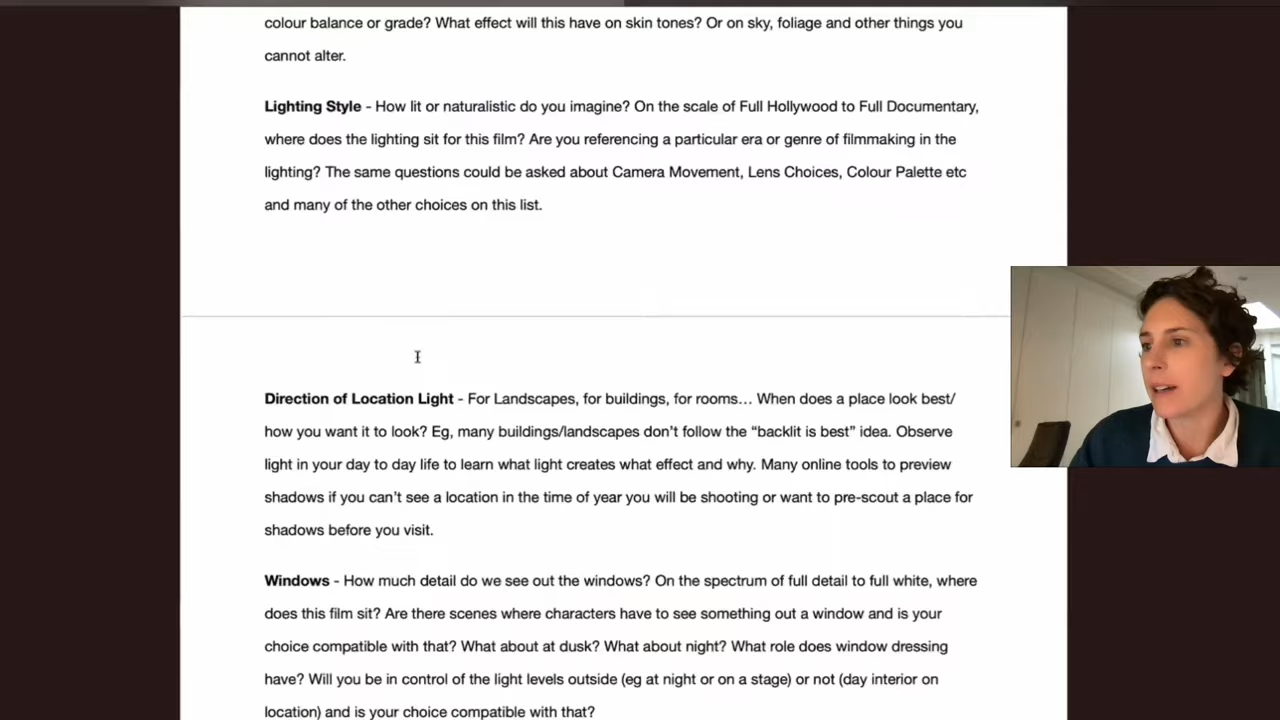 colour balance or grade? What effect will this have on skin tones? Or on sky, foliage and other things you
cannot alter.
Lighting Style - How lit or naturalistic do you imagine? On the scale of Full Hollywood to Full Documentary,
where does the lighting sit for this film? Are you referencing a particular era or genre of filmmaking in the
lighting? The same questions could be asked about Camera Movement, Lens Choices, Colour Palette etc
and many of the other choices on this list.
Direction of Location Light - For Landscapes, for buildings, for rooms… When does a place look best/
how you want it to look? Eg, many buildings/landscapes don’t follow the “backlit is best” idea. Observe
light in your day to day life to learn what light creates what effect and why. Many online tools to preview
shadows if you can’t see a location in the time of year you will be shooting or want to pre-scout a place for
shadows before you visit.
Windows - How much detail do we see out the windows? On the spectrum of full detail to full white, where
does this film sit? Are there scenes where characters have to see something out a window and is your
choice compatible with that? What about at dusk? What about night? What role does window dressing
have? Will you be in control of the light levels outside (eg at night or on a stage) or not (day interior on
location) and is your choice compatible with that?